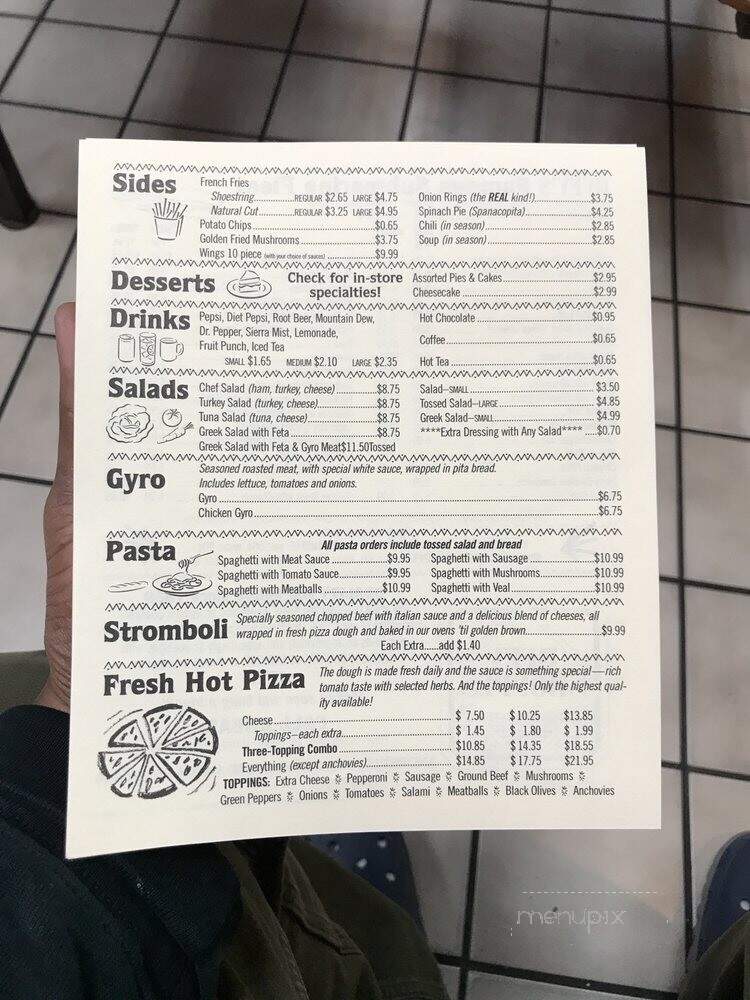 Sides
French Fries
Shoestring REGULAR $2.65 LARGE $4.75
Natural Cut REGULAR $3.25 LARGE $4.95
Potato Chips $0.65
Golden Fried Mushrooms $3.75
Wings 10 piece (with your choice of sauces) $9.99
Onion Rings (the REAL kind!) $3.75
Spinach Pie (Spanacopita) $4.25
Chili (in season) $2.85
Soup (in season) $2.85
Desserts
Check for in-store
specialties!
Assorted Pies & Cakes $2.95
Cheesecake $2.99
Drinks
Pepsi, Diet Pepsi, Root Beer, Mountain Dew,
Dr. Pepper, Sierra Mist, Lemonade,
Fruit Punch, Iced Tea
SMALL $1.65 MEDIUM $2.10 LARGE $2.35
Hot Chocolate $0.95
Coffee $0.65
Hot Tea $0.65
Salads
Chef Salad (ham, turkey, cheese) $8.75
Turkey Salad (turkey, cheese) $8.75
Tuna Salad (tuna, cheese) $8.75
Greek Salad with Feta $8.75
Greek Salad with Feta & Gyro Meat$11.50Tossed
Salad–SMALL $3.50
Tossed Salad–LARGE $4.85
Greek Salad–SMALL $4.99
****Extra Dressing with Any Salad**** $0.70
Gyro
Seasoned roasted meat, with special white sauce, wrapped in pita bread.
Includes lettuce, tomatoes and onions.
Gyro $6.75
Chicken Gyro $6.75
Pasta
All pasta orders include tossed salad and bread
Spaghetti with Meat Sauce $9.95
Spaghetti with Tomato Sauce $9.95
Spaghetti with Meatballs $10.99
Spaghetti with Sausage $10.99
Spaghetti with Mushrooms $10.99
Spaghetti with Veal $10.99
Stromboli
Specially seasoned chopped beef with italian sauce and a delicious blend of cheeses, all
wrapped in fresh pizza dough and baked in our ovens 'til golden brown $9.99
Each Extra......add $1.40
Fresh Hot Pizza
The dough is made fresh daily and the sauce is something special—rich
tomato taste with selected herbs. And the toppings! Only the highest qual-
ity available!
Cheese $ 7.50 $10.25 $13.85
Toppings–each extra $ 1.45 $ 1.80 $ 1.99
Three-Topping Combo $10.85 $14.35 $18.55
Everything (except anchovies) $14.85 $17.75 $21.95
TOPPINGS: Extra Cheese * Pepperoni * Sausage * Ground Beef * Mushrooms *
Green Peppers * Onions * Tomatoes * Salami * Meatballs * Black Olives * Anchovies
menupix